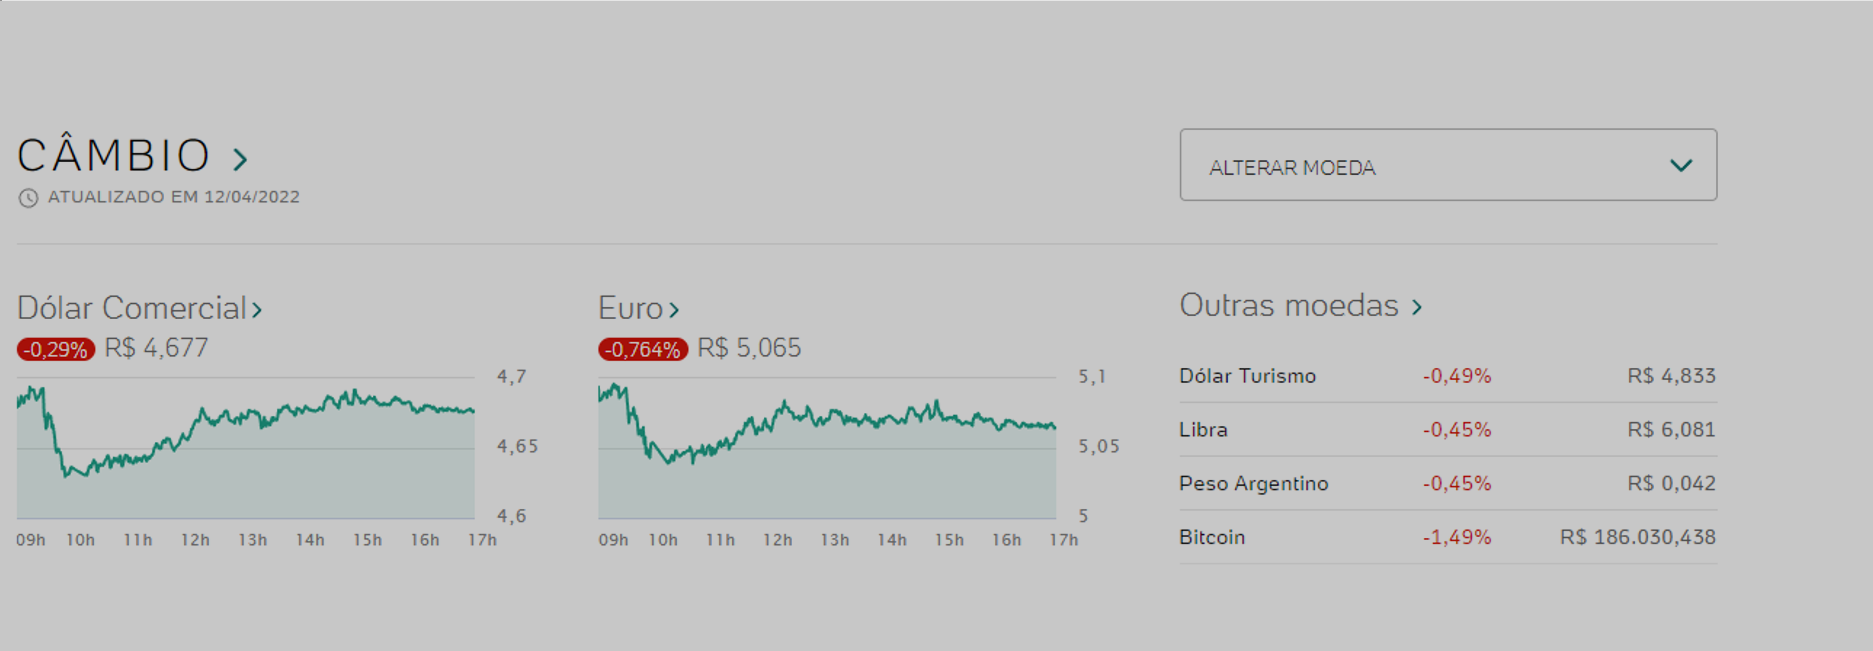 CÂMBIO
ATUALIZADO EM 12/04/2022
ALTERAR MOEDA
Dólar Comercial
-0,29% R$ 4,677
4,7
4,65
4,6
09h 10h 11h 12h 13h 14h 15h 16h 17h
Euro
-0,764% R$ 5,065
5,1
5,05
5
09h 10h 11h 12h 13h 14h 15h 16h 17h
Outras moedas
Dólar Turismo -0,49% R$ 4,833
Libra -0,45% R$ 6,081
Peso Argentino -0,45% R$ 0,042
Bitcoin -1,49% R$ 186.030,438